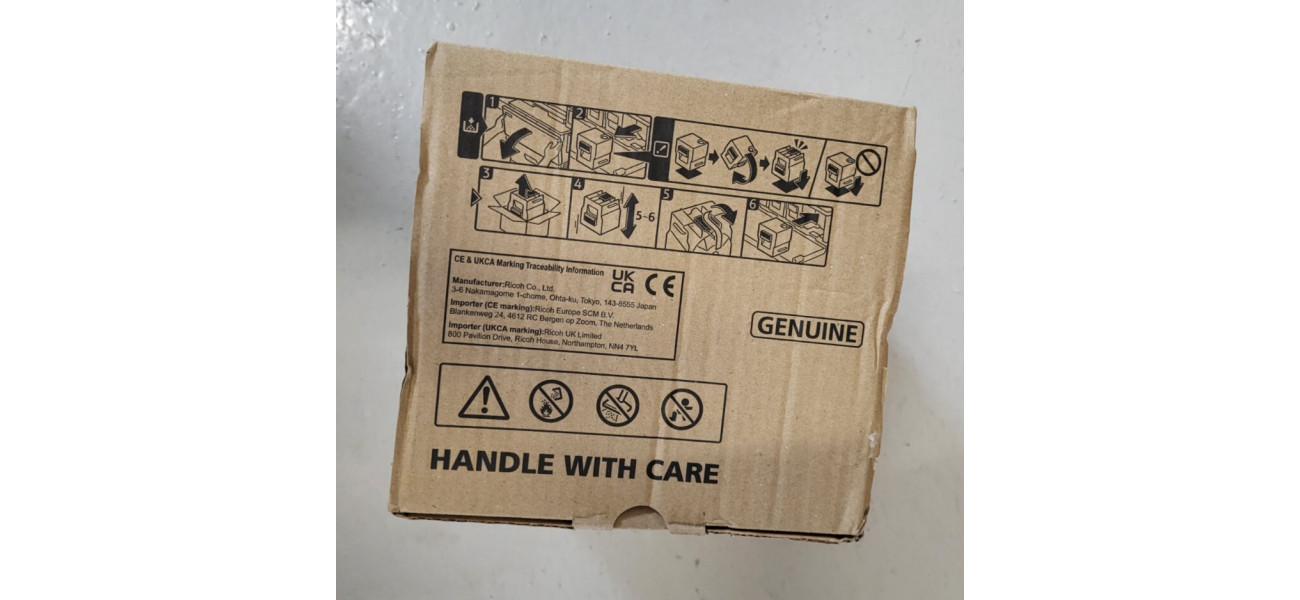 1
2
3
4
5~6
5
6
CE & UKCA Marking Traceability Information
UK
CA
CE
Manufacturer:Ricoh Co., Ltd.
3-6 Nakamagome 1-chome, Ohta-ku, Tokyo, 143-8555 Japan
Importer (CE marking):Ricoh Europe SCM B.V.
Blankenweg 24, 4612 RC Bergen op Zoom, The Netherlands
Importer (UKCA marking):Ricoh UK Limited
800 Pavilion Drive, Ricoh House, Northampton, NN4 7YL
GENUINE
HANDLE WITH CARE